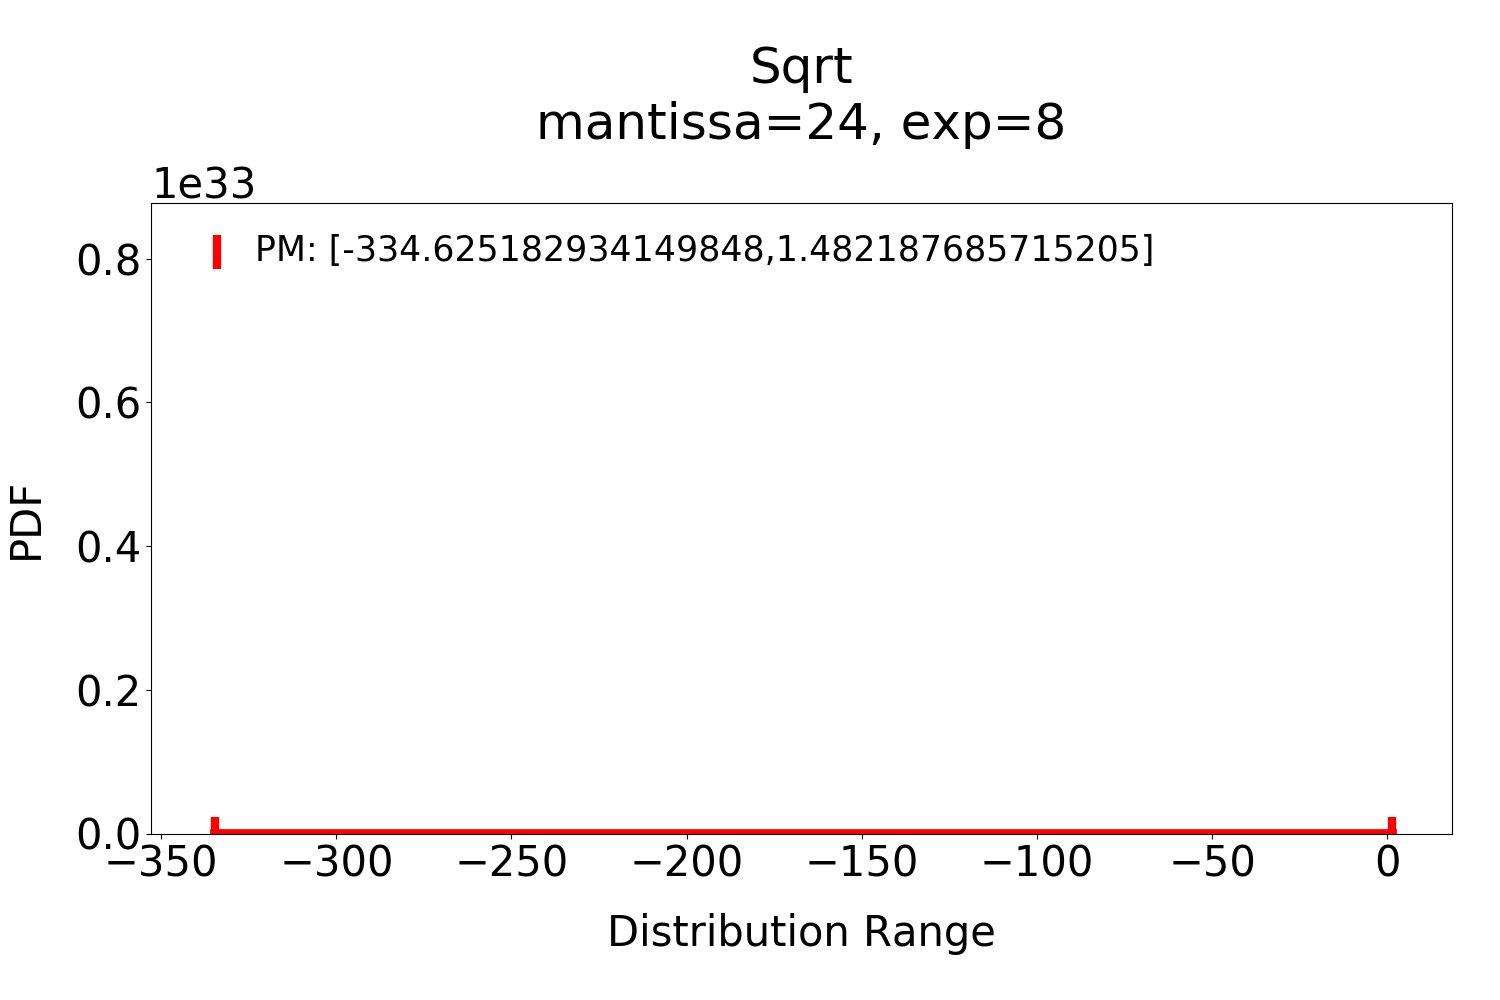 Sqrt
mantissa=24, exp=8
1e33
PM: [-334.625182934149848,1.482187685715205]
0.8
0.6
0.4
0.2
0.0
PDF
−350 −300 −250 −200 −150 −100 −50 0
Distribution Range